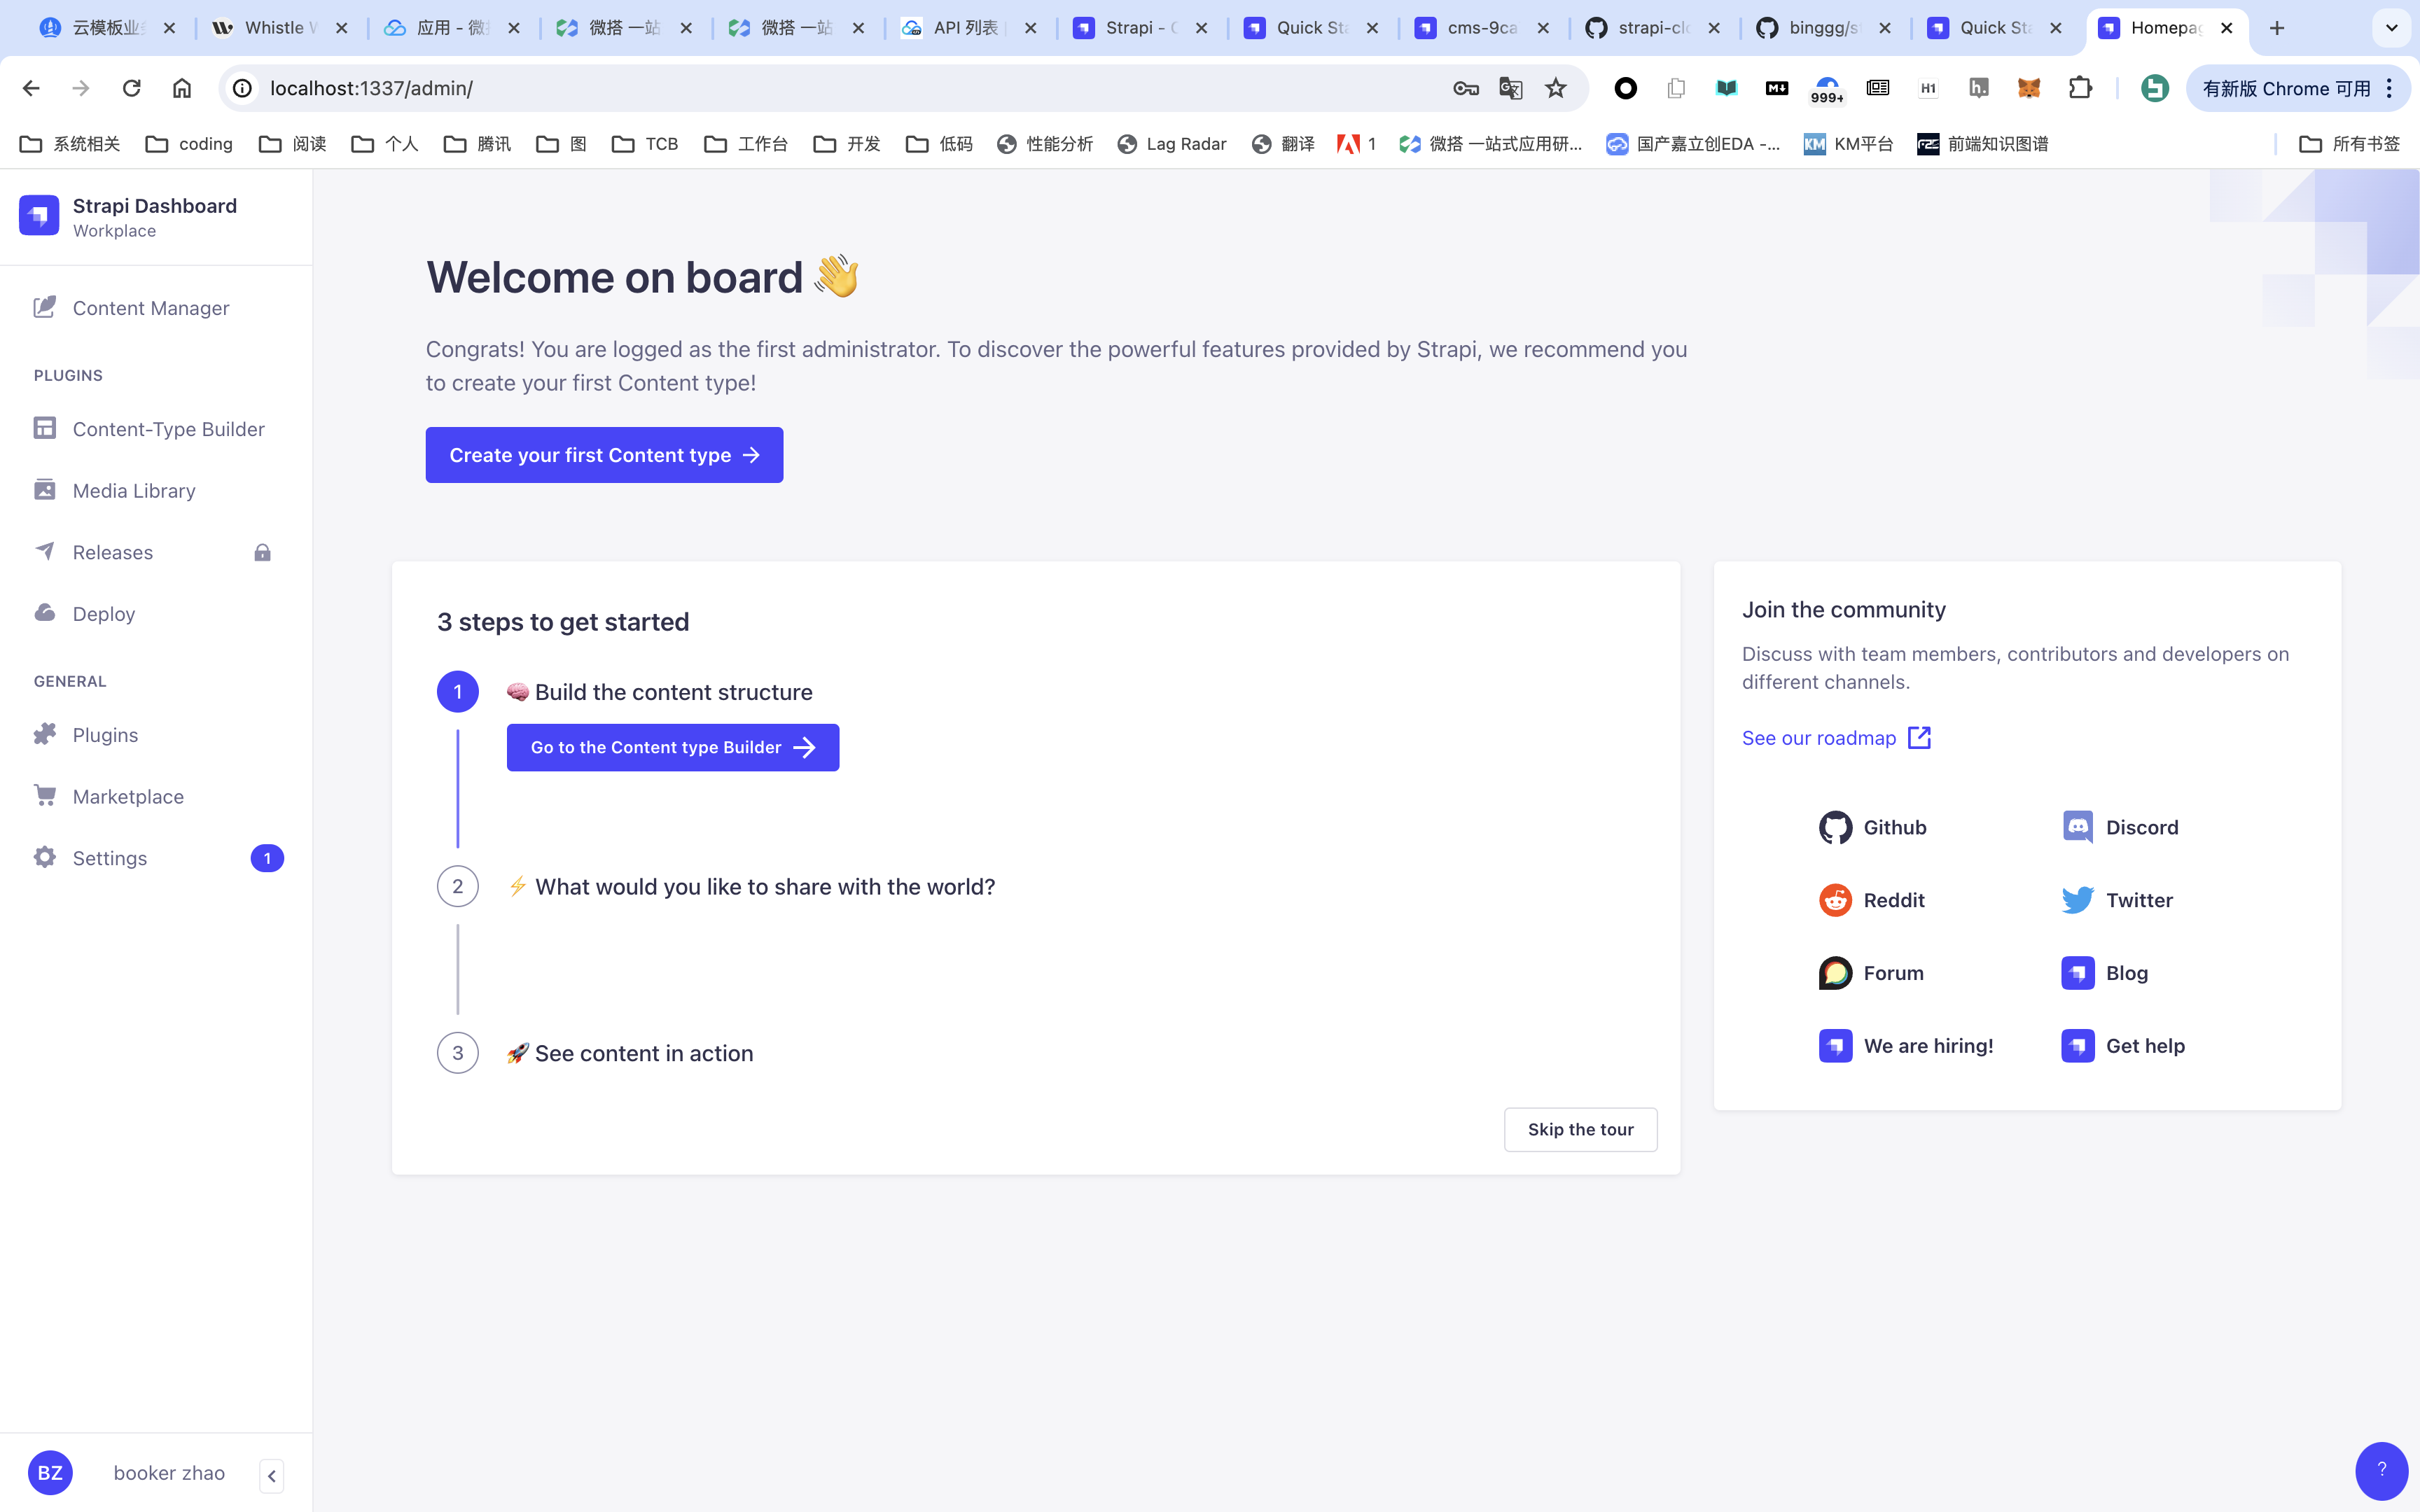 云模板业
Whistle W
应用 - 微
微搭 一站
微搭 一站
API 列表
Strapi - C
Quick Sta
cms-9ca
strapi-clo
binggg/s
Quick Sta
Homepag
localhost:1337/admin/
999+
有新版 Chrome 可用
系统相关
coding
阅读
个人
腾讯
图
TCB
工作台
开发
低码
性能分析
Lag Radar
翻译
1
微搭 一站式应用研...
国产嘉立创EDA -...
KM平台
前端知识图谱
所有书签
Strapi Dashboard
Workplace
Content Manager
PLUGINS
Content-Type Builder
Media Library
Releases
Deploy
GENERAL
Plugins
Marketplace
Settings
1
BZ
booker zhao
Welcome on board
Congrats! You are logged as the first administrator. To discover the powerful features provided by Strapi, we recommend you
to create your first Content type!
Create your first Content type
3 steps to get started
1
Build the content structure
Go to the Content type Builder
2
What would you like to share with the world?
3
See content in action
Skip the tour
Join the community
Discuss with team members, contributors and developers on
different channels.
See our roadmap
Github
Discord
Reddit
Twitter
Forum
Blog
We are hiring!
Get help
?